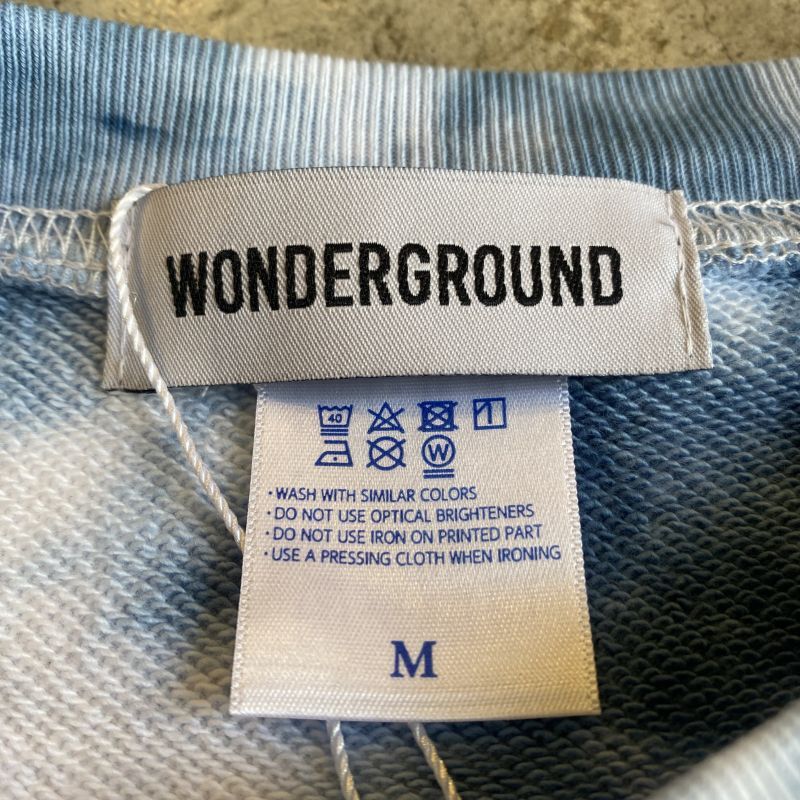 WONDERGROUND
40
W
· WASH WITH SIMILAR COLORS
· DO NOT USE OPTICAL BRIGHTENERS
· DO NOT USE IRON ON PRINTED PART
· USE A PRESSING CLOTH WHEN IRONING
M